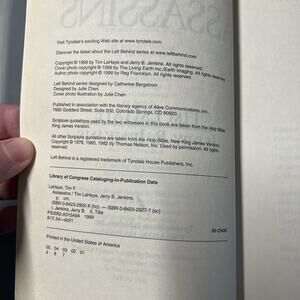 ASSASSINS
Visit Tyndale's exciting Web site at www.tyndale.com
Discover the latest about the Left Behind series at www.leftbehind.com
Copyright © 1999 by Tim LaHaye and Jerry B. Jenkins. All rights reserved.
Cover photo copyright © 1999 by The Living Earth Inc./Earth Imaging. All rights reserved.
Author photo copyright © 1998 by Reg Francklyn. All rights reserved.
Left Behind series designed by Catherine Bergstrom
Designed by Julie Chen
Cover photo illustration by Julie Chen
Published in association with the literary agency of Alive Communications, Inc.
7680 Goddard Street, Suite 200, Colorado Springs, CO 80920.
Scripture quotations used by the two witnesses in this book are taken from the Holy Bible,
King James Version.
All other Scripture quotations are taken from the Holy Bible, New King James Version.
Copyright © 1979, 1980, 1982 by Thomas Nelson, Inc. Used by permission. All rights
reserved.
Left Behind is a registered trademark of Tyndale House Publishers, Inc.
Library of Congress Cataloging-in-Publication Data
LaHaye, Tim F.
Assassins / Tim LaHaye, Jerry B. Jenkins.
p. cm.
ISBN 0-8423-2920-X (hc) — ISBN 0-8423-2927-7 (sc)
I. Jenkins, Jerry B. II. Title
PS3562.A315A94 1999
813'.54—dc21
Printed in the United States of America
05 04 03 02 01
9 8 7